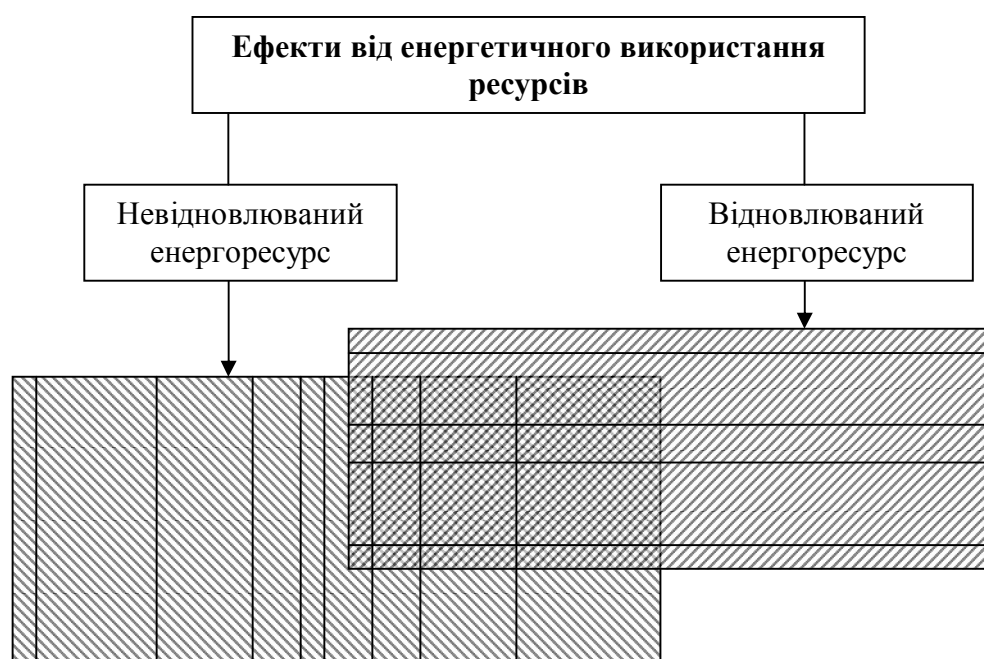 Ефекти від енергетичного використання
ресурсів
Невідновлюваний
енергоресурс
Відновлюваний
енергоресурс